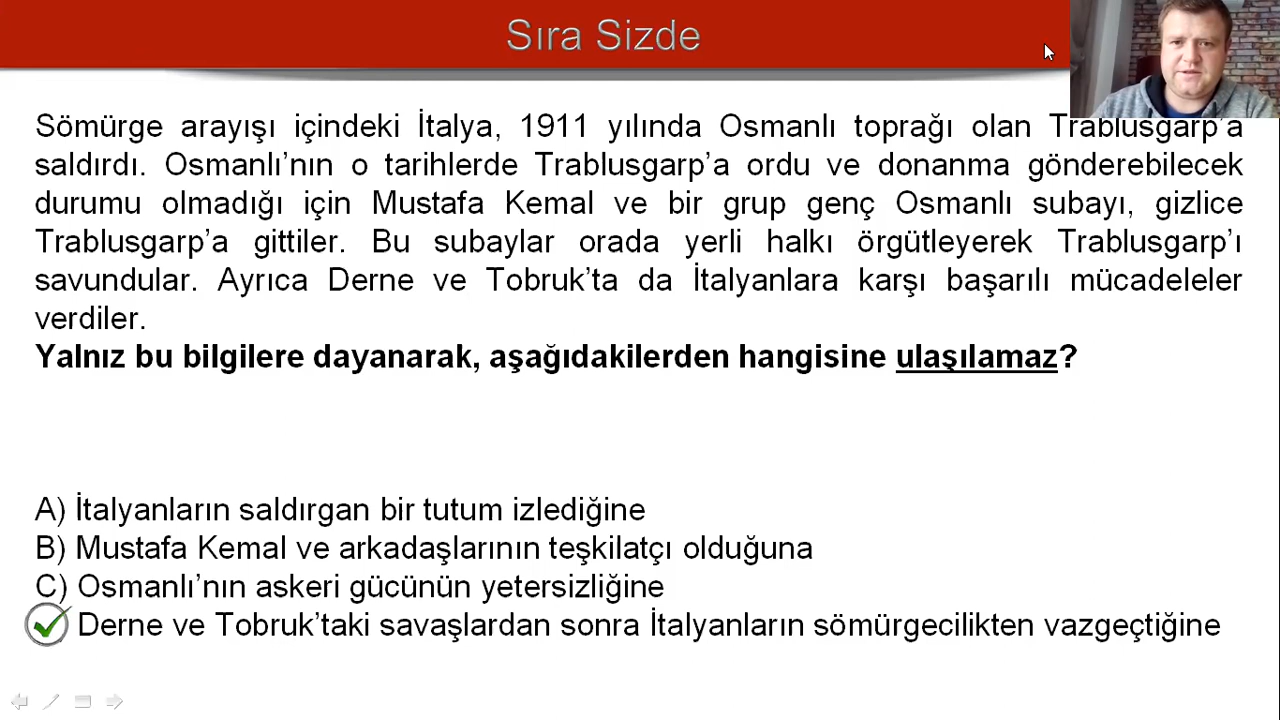 Sıra Sizde
Sömürge arayışı içindeki İtalya, 1911 yılında Osmanlı toprağı olan Trablusgarp’a
saldırdı. Osmanlı’nın o tarihlerde Trablusgarp’a ordu ve donanma gönderebilecek
durumu olmadığı için Mustafa Kemal ve bir grup genç Osmanlı subayı, gizlice
Trablusgarp’a gittiler. Bu subaylar orada yerli halkı örgütleyerek Trablusgarp’ı
savundular. Ayrıca Derne ve Tobruk’ta da İtalyanlara karşı başarılı mücadeleler
verdiler.
Yalnız bu bilgilere dayanarak, aşağıdakilerden hangisine ulaşılamaz?
A) İtalyanların saldırgan bir tutum izlediğine
B) Mustafa Kemal ve arkadaşlarının teşkilatçı olduğuna
C) Osmanlı’nın askeri gücünün yetersizliğine
Derne ve Tobruk’taki savaşlardan sonra İtalyanların sömürgecilikten vazgeçtiğine